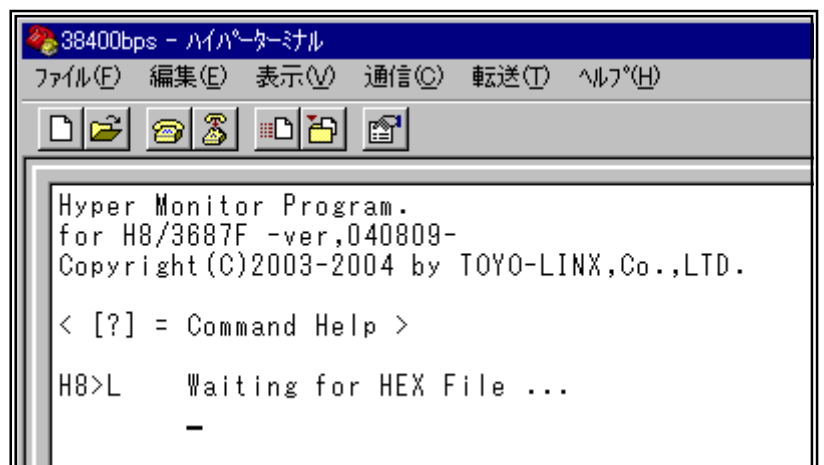 38400bps - ﾊｲﾊﾟｰﾀｰﾐﾅﾙ
ﾌｧｲﾙ(F) 編集(E) 表示(V) 通信(C) 転送(T) ﾍﾙﾌﾟ(H)
Hyper Monitor Program.
for H8/3687F -ver,040809-
Copyright(C)2003-2004 by TOYO-LINX,Co.,LTD.
< [?] = Command Help >
H8>L Waiting for HEX File ...